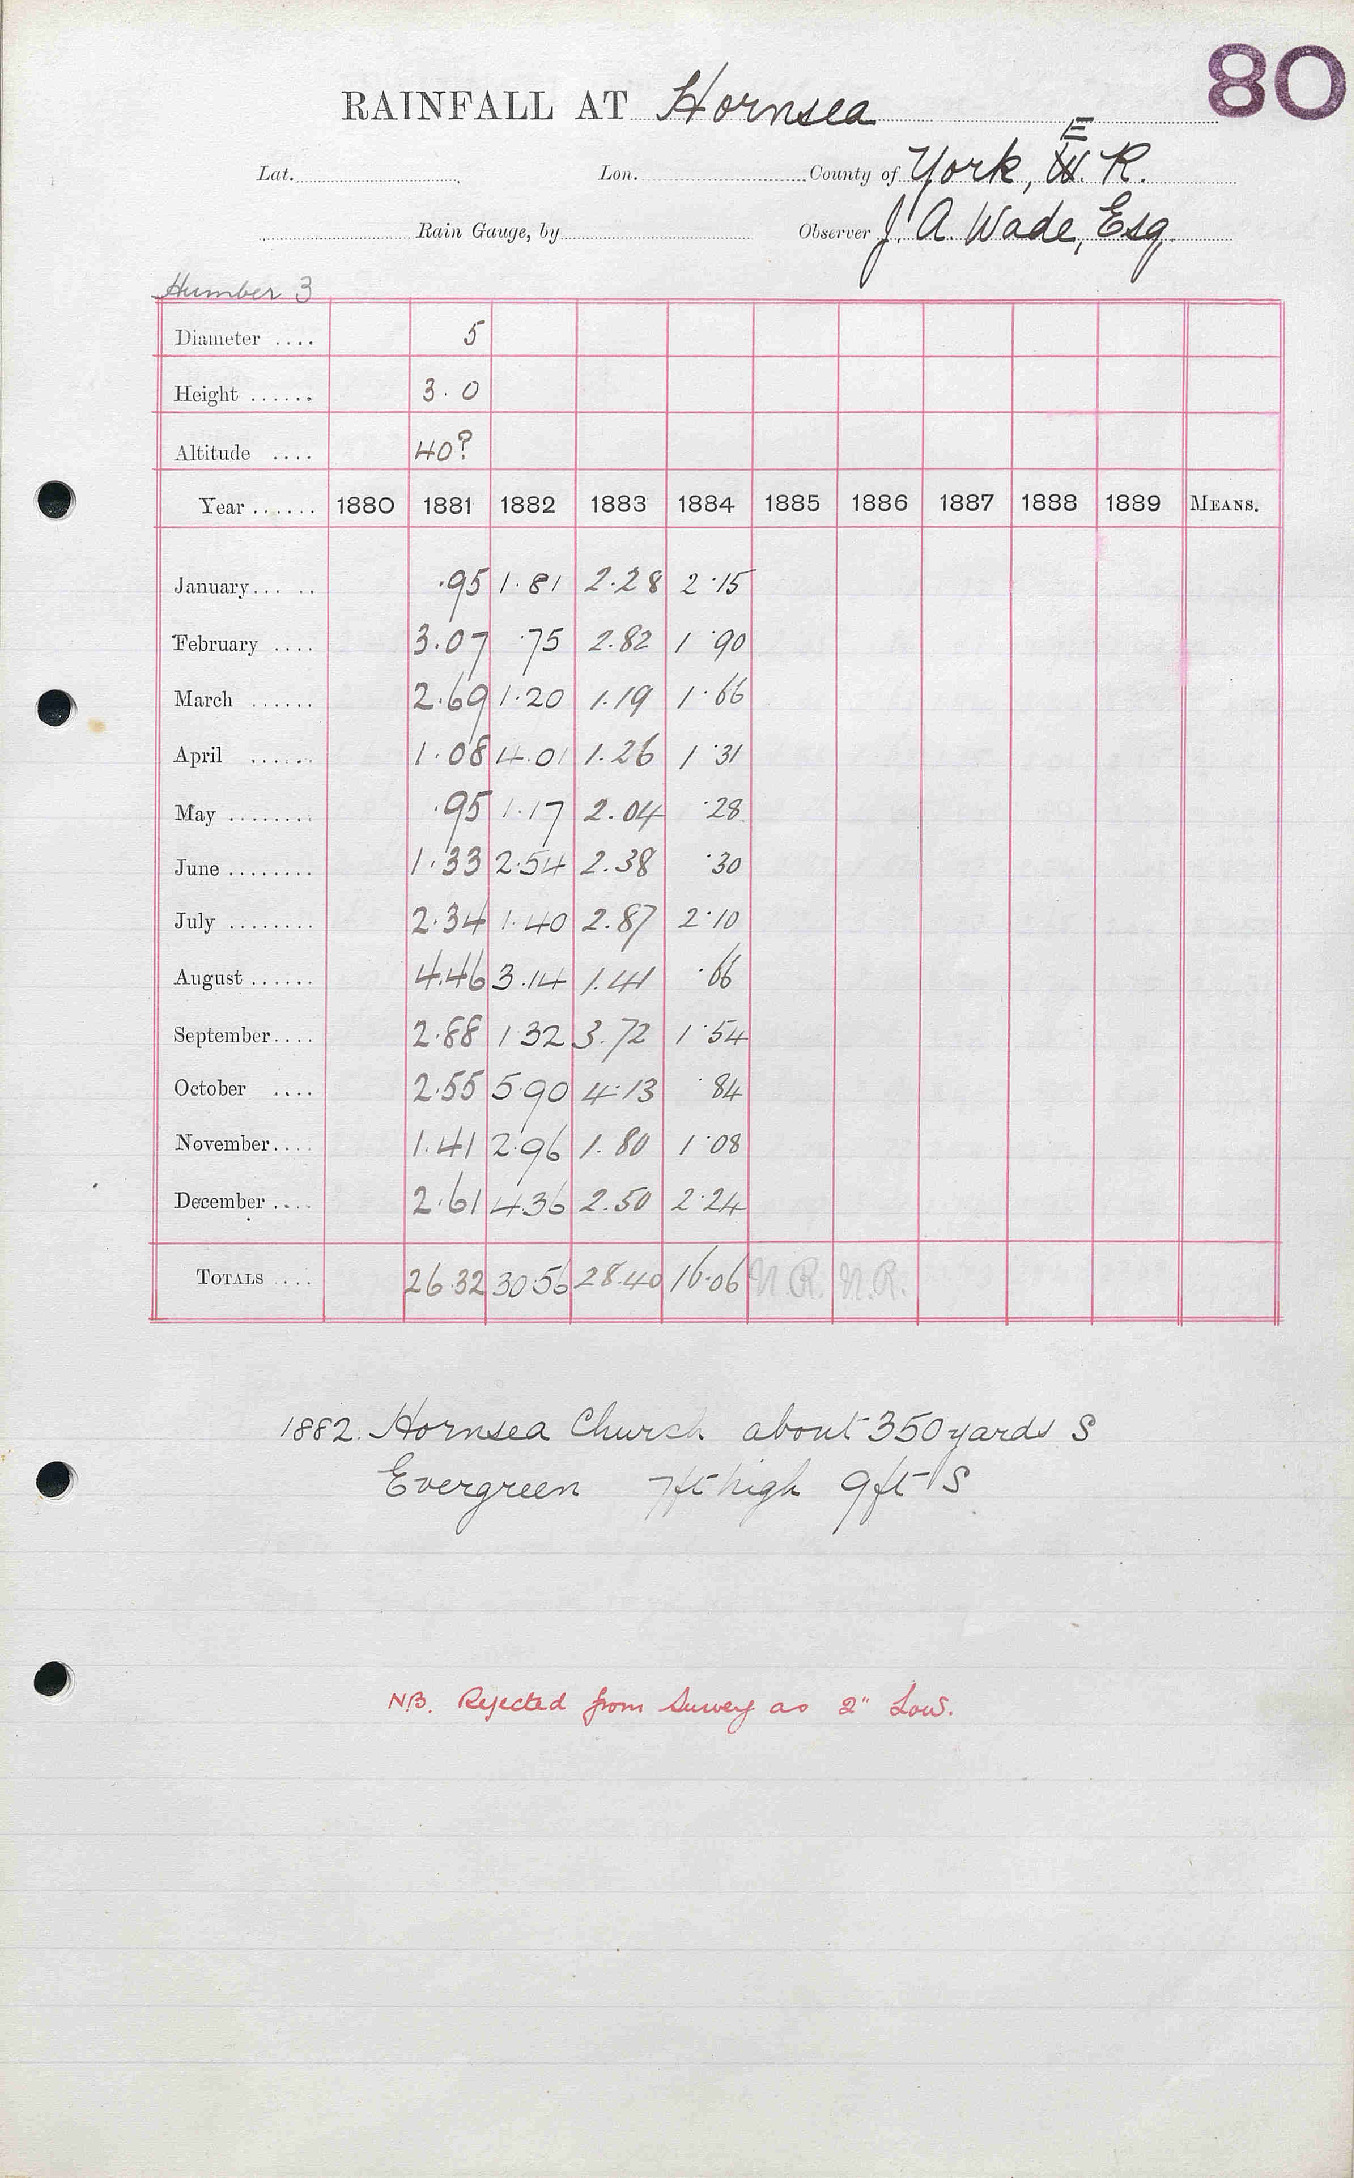 80
RAINFALL AT Hornsea
E
Lat. Lon. County of York, W. R.
Rain Gauge, by Observer J. A. Wade, Esq.
Humber 3
Diameter .... 5
Height ...... 3.0
Altitude .... 40?
Year ...... 1880 1881 1882 1883 1884 1885 1886 1887 1888 1889 MEANS.
January... .. .95 1.81 2.28 2.15
February .... 3.07 .75 2.82 1.90
March ...... 2.69 1.20 1.19 1.66
April ...... 1.08 4.01 1.26 1.31
May ........ .95 1.17 2.04 .28
June ........ 1.33 2.54 2.38 .30
July ........ 2.34 1.40 2.87 2.10
August ...... 4.46 3.14 1.41 .66
September.... 2.88 1.32 3.72 1.54
October .... 2.55 5.90 4.13 .84
November.... 1.41 2.96 1.80 1.08
December .... 2.61 4.36 2.50 2.24
TOTALS .... 26.32 30.56 28.40 16.06 N.R. N.R.
1882. Hornsea Church about 350 yards S
Evergreen 7ft high 9ft S
N.B. Rejected from Survey as 2" Low.